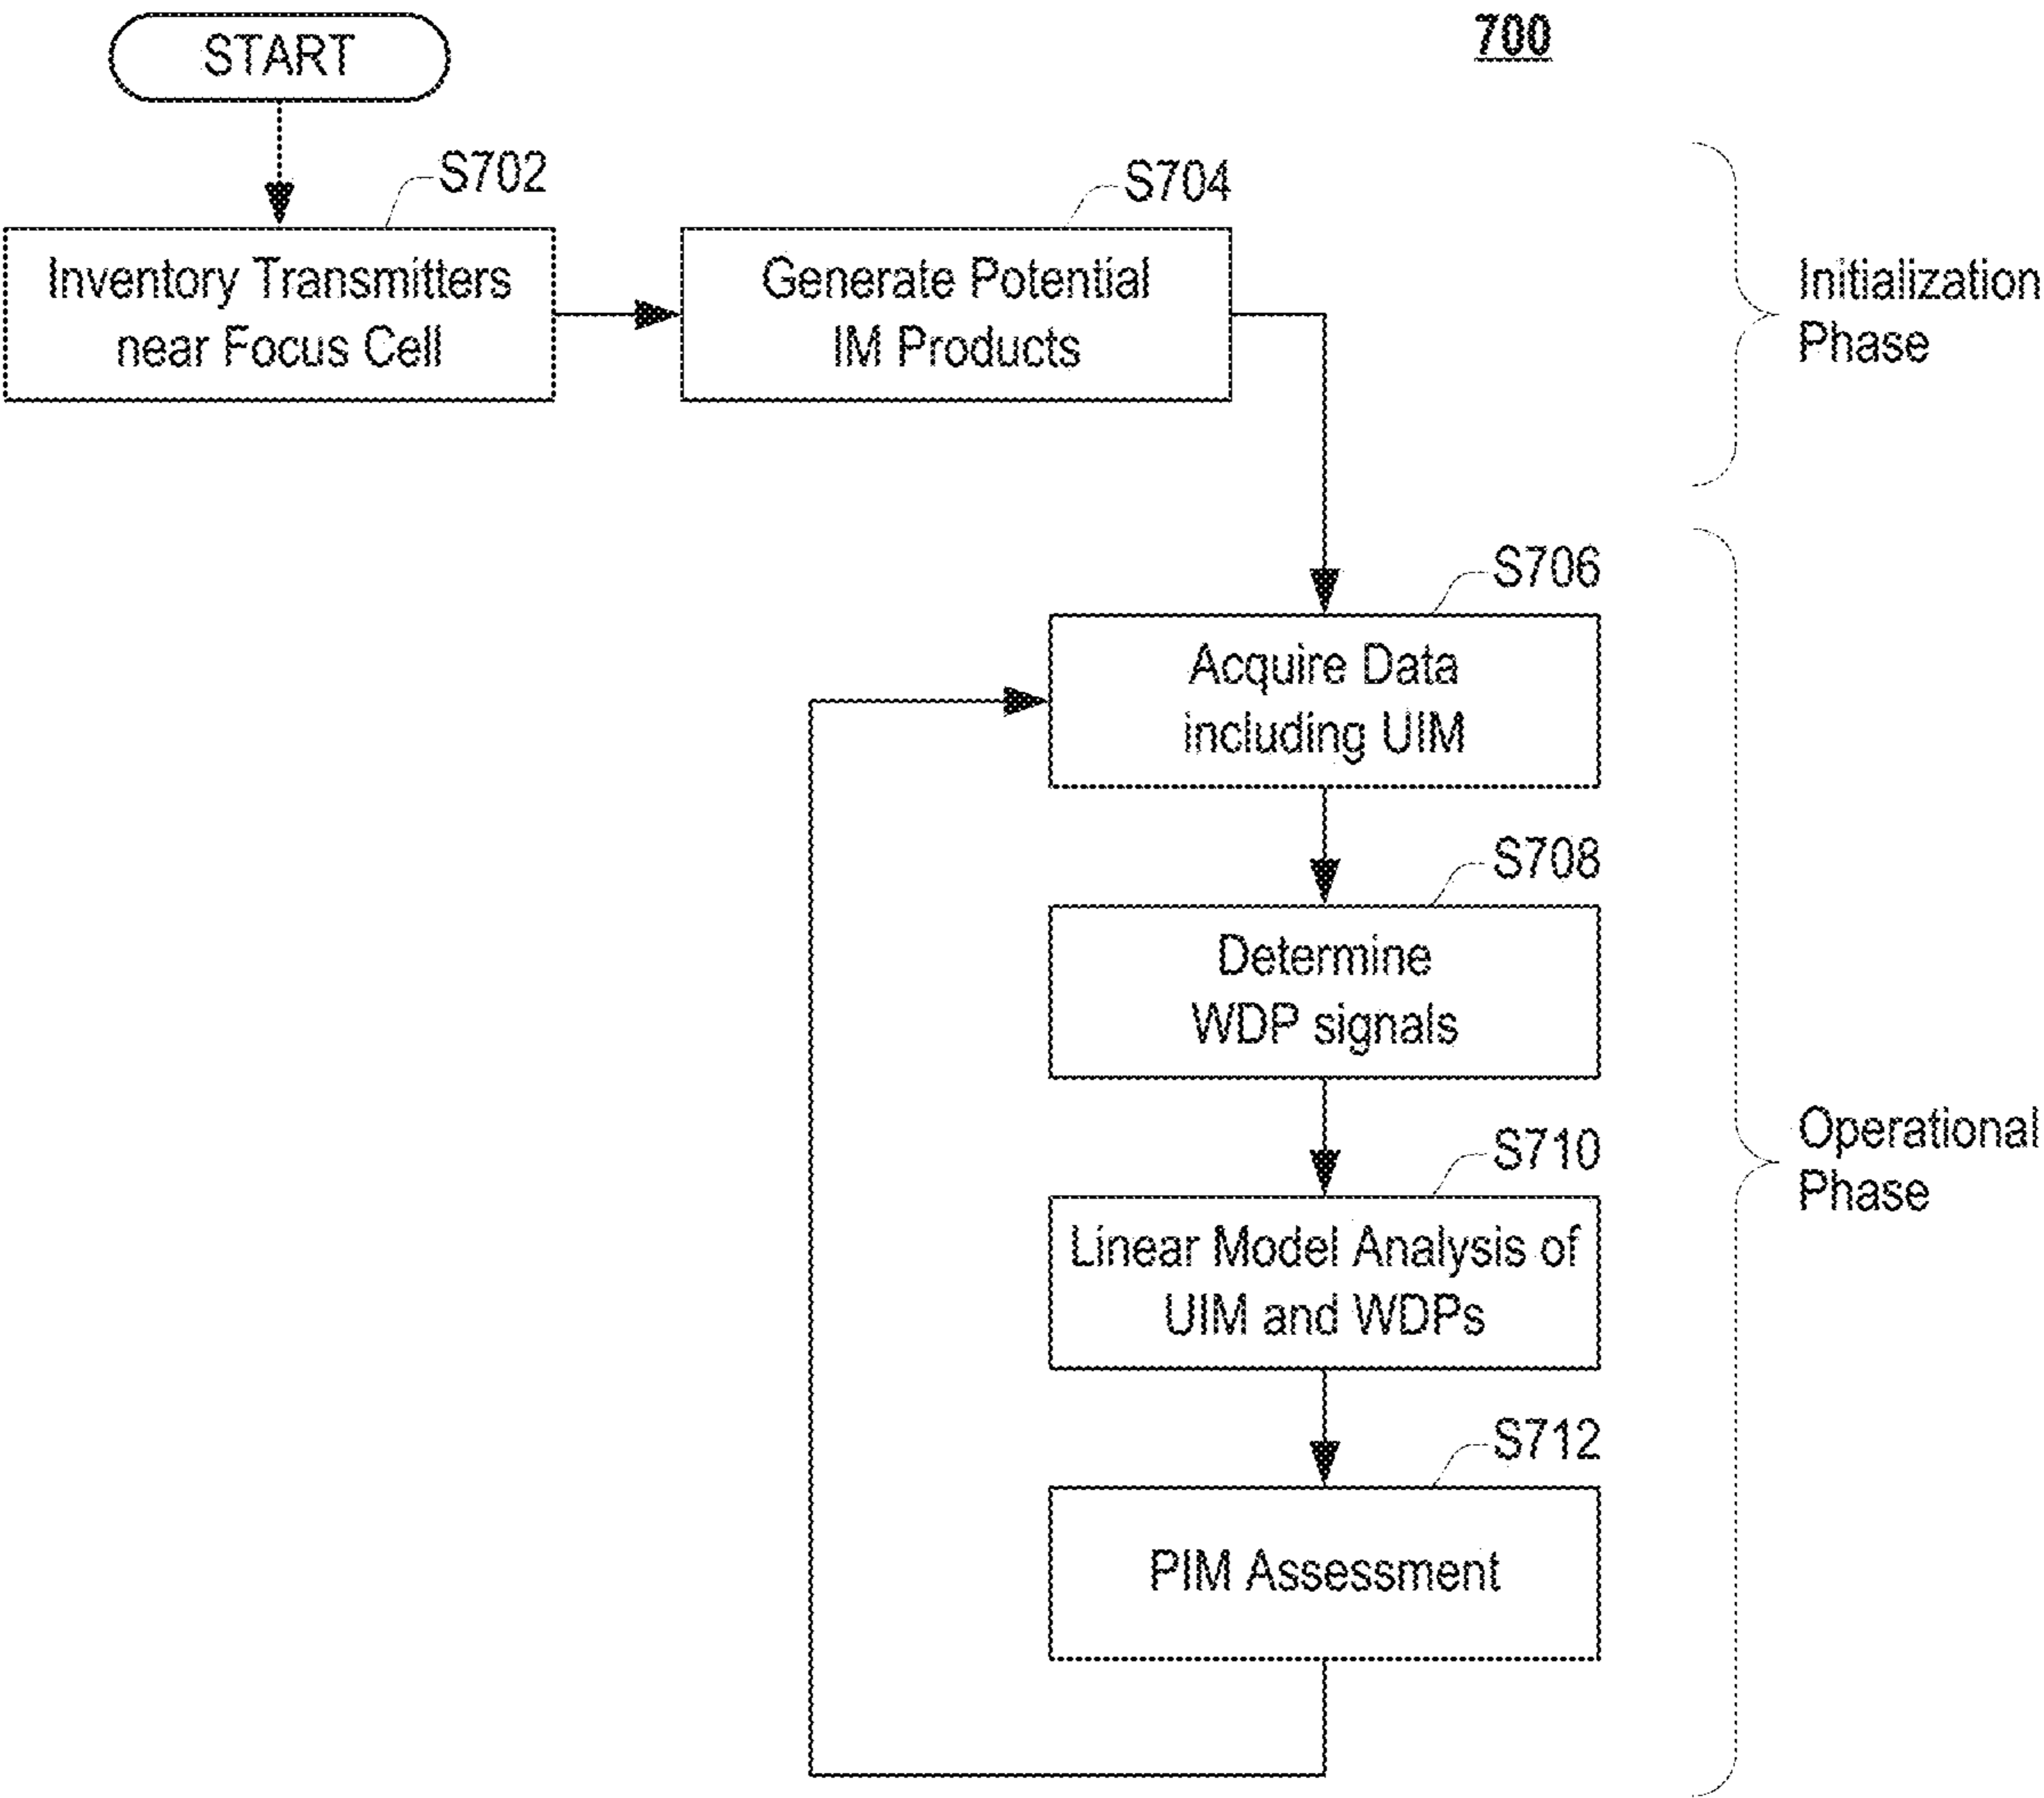 700
START
S702
Inventory Transmitters
near Focus Cell
S704
Generate Potential
IM Products
Initialization
Phase
S706
Acquire Data
including UIM
S708
Determine
WDP signals
S710
Linear Model Analysis of
UIM and WDPs
S712
PIM Assessment
Operational
Phase